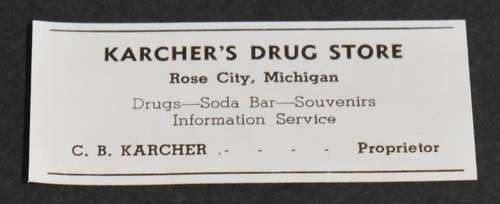 KARCHER'S DRUG STORE
Rose City, Michigan
Drugs—Soda Bar—Souvenirs
Information Service
C. B. KARCHER .- - - - Proprietor